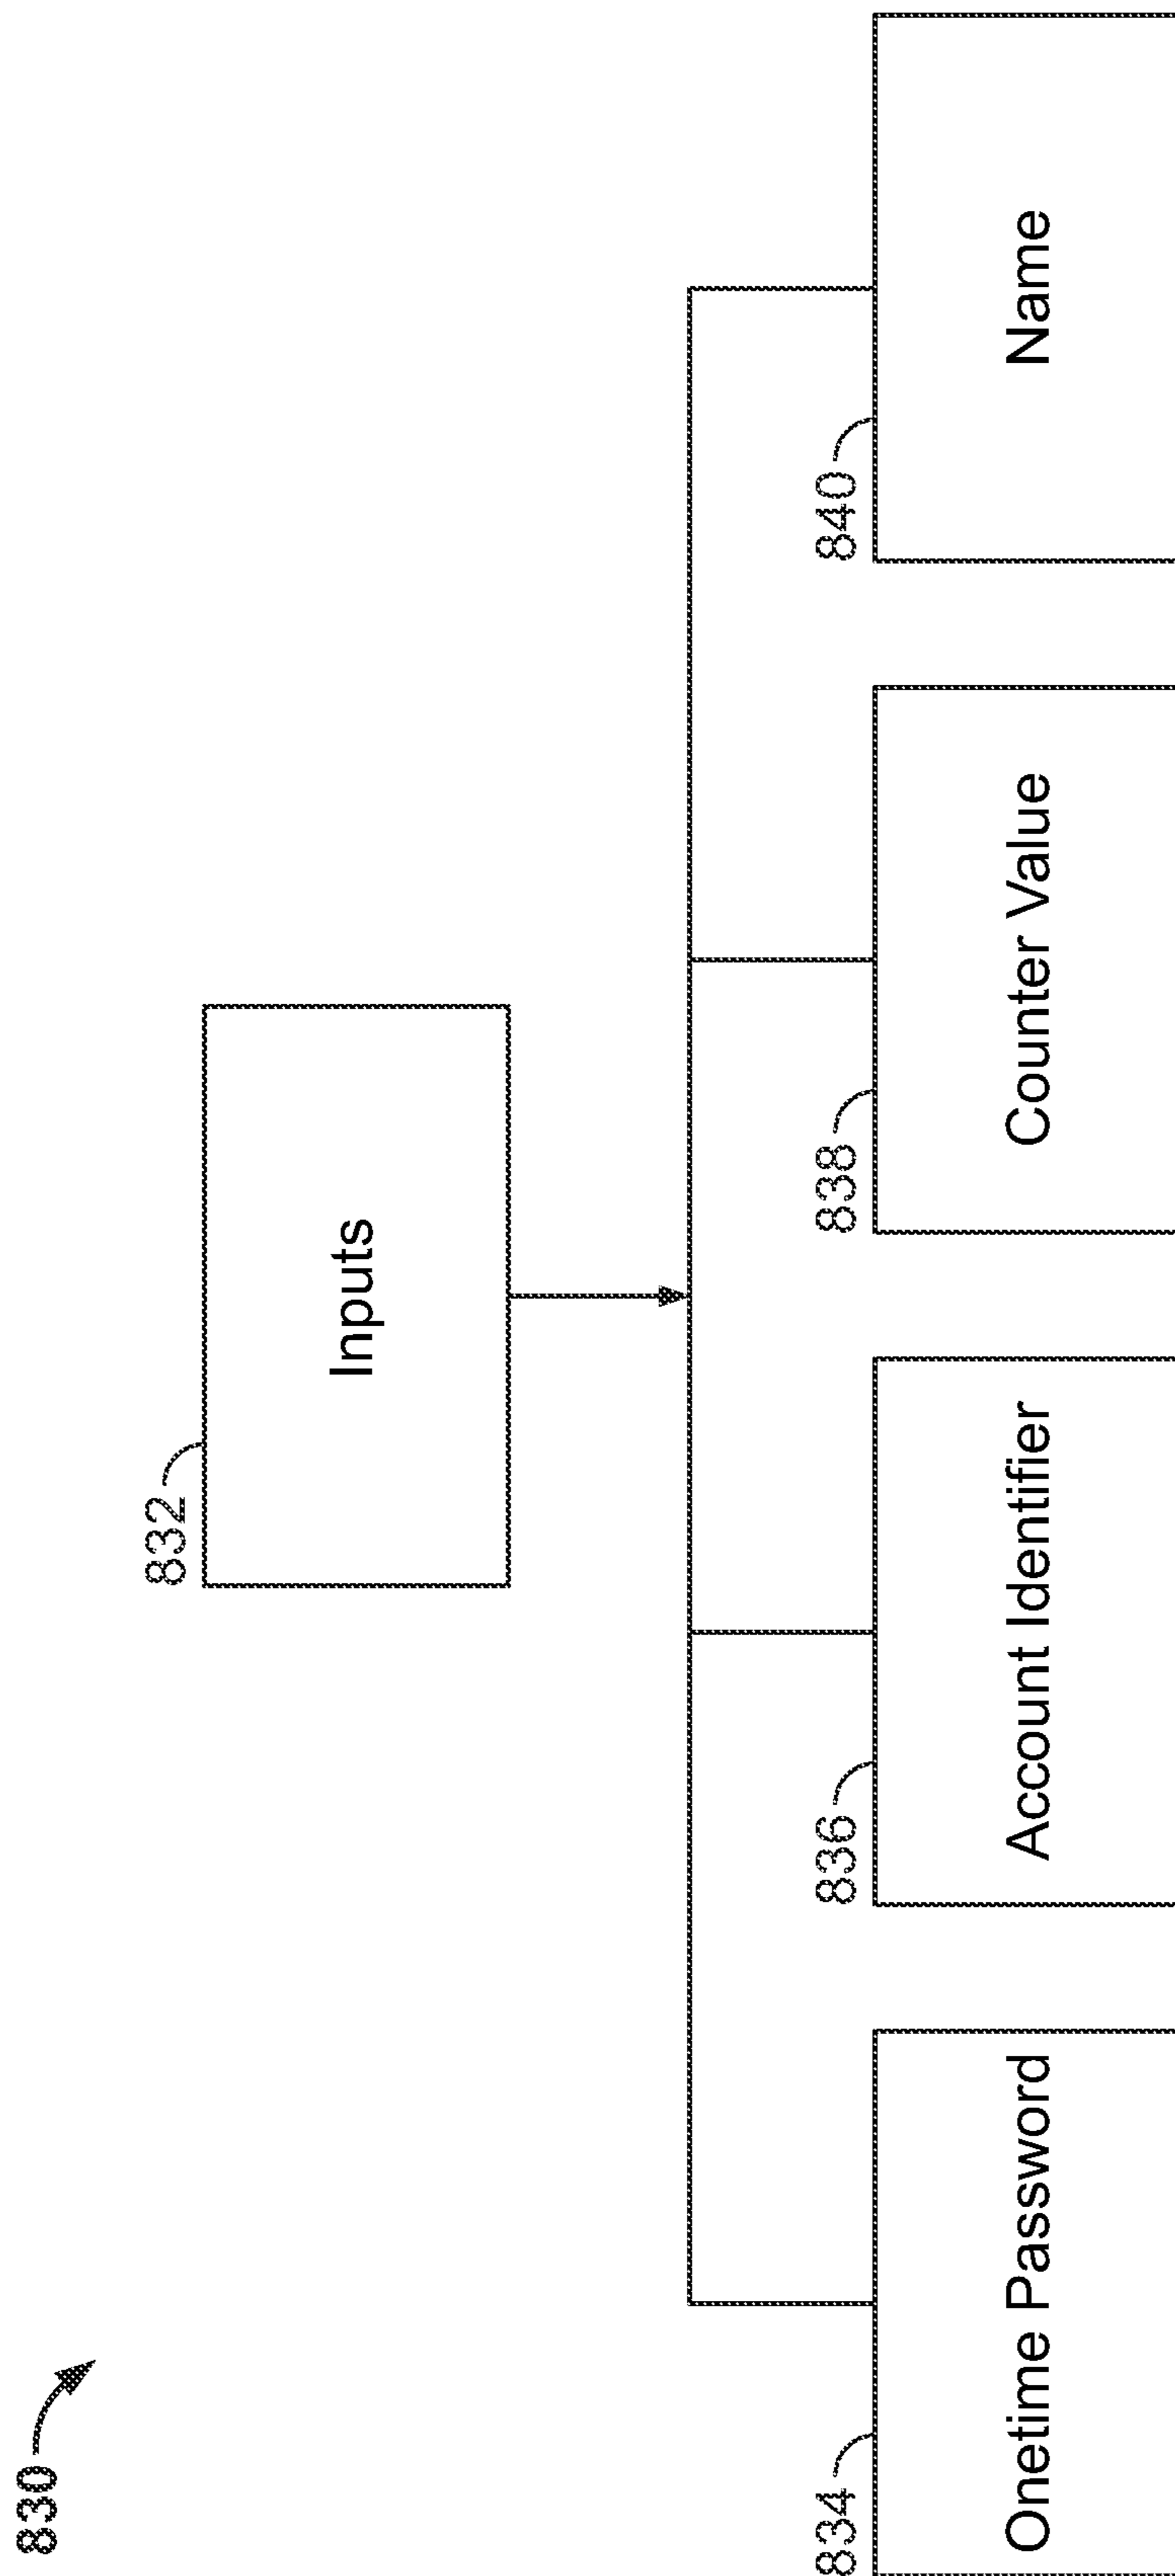 830
832
Inputs
834
Onetime Password
836
Account Identifier
838
Counter Value
840
Name